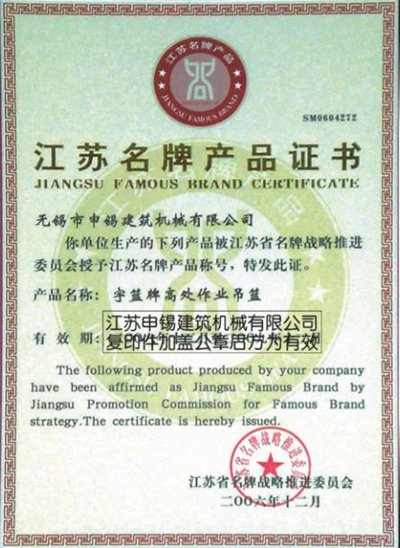 江苏名牌产品
JIANGSU FAMOUS BRAND
SM0604272
江苏名牌产品证书
JIANGSU FAMOUS BRAND CERTIFICATE
无锡市申锡建筑机械有限公司
你单位生产的下列产品被江苏省名牌战略推进
委员会授予江苏名牌产品称号，特发此证。
产品名称：宇篮牌高处作业吊篮
有效期：
江苏申锡建筑机械有限公司
复印件加盖公章后方为有效
The following product produced by your company
have been affirmed as Jiangsu Famous Brand by
Jiangsu Promotion Commission for Famous Brand
strategy.The certificate is hereby issued.
江苏省名牌战略推进委员会
江苏省名牌战略推进委员会
二〇〇六年十二月